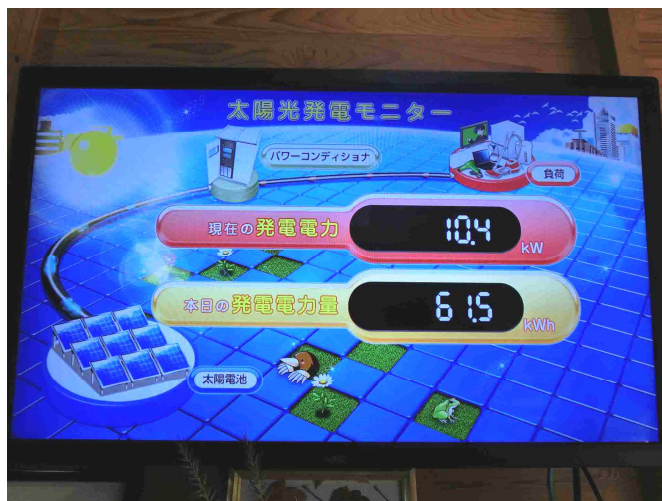 太陽光発電モニター
パワーコンディショナ
負荷
現在の発電電力
10.4
kW
本日の発電電力量
61.5
kWh
太陽電池